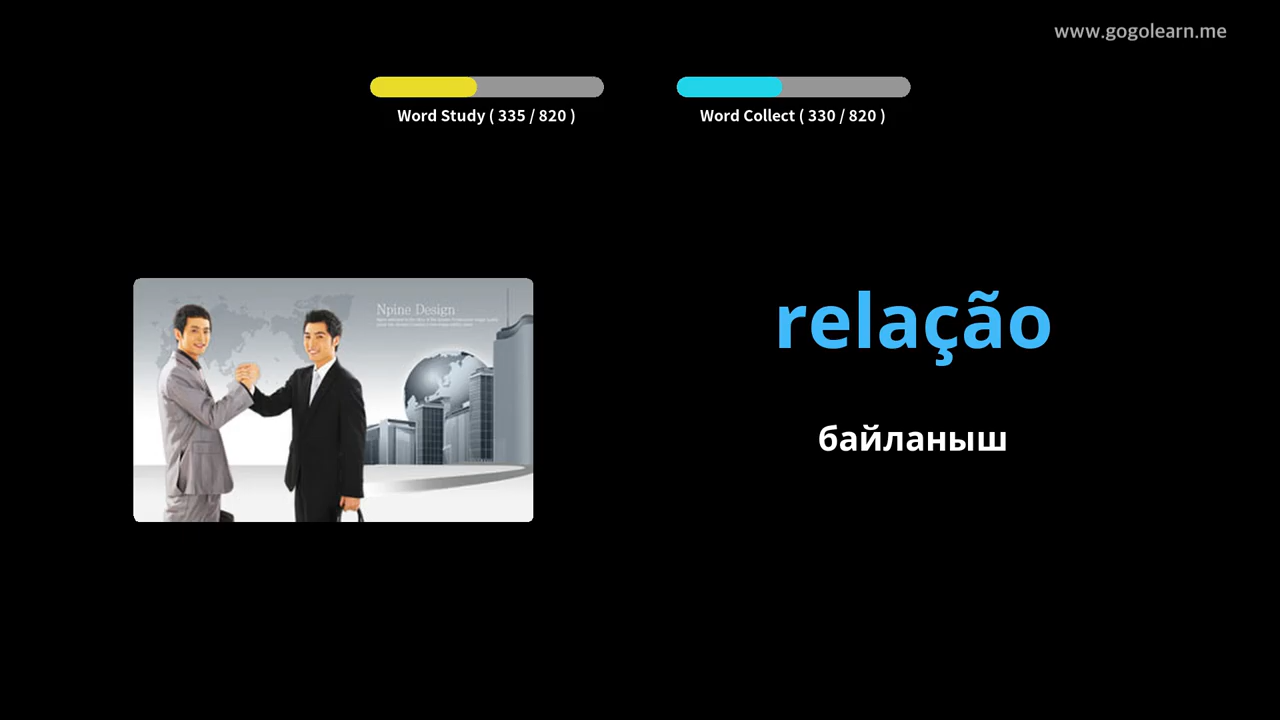 www.gogolearn.me
Word Study ( 335 / 820 )
Word Collect ( 330 / 820 )
Npine Design
relação
байланыш